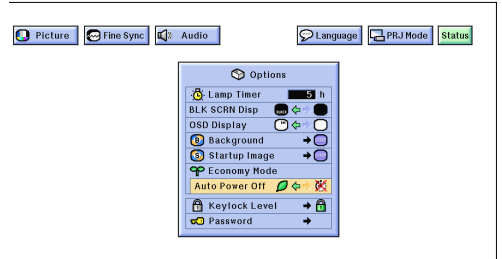 Picture Fine Sync Audio Language PRJ Mode Status
Options
Lamp Timer 5 h
BLK SCRN Disp
OSD Display
Background
Startup Image
Economy Mode
Auto Power Off
Keylock Level
Password